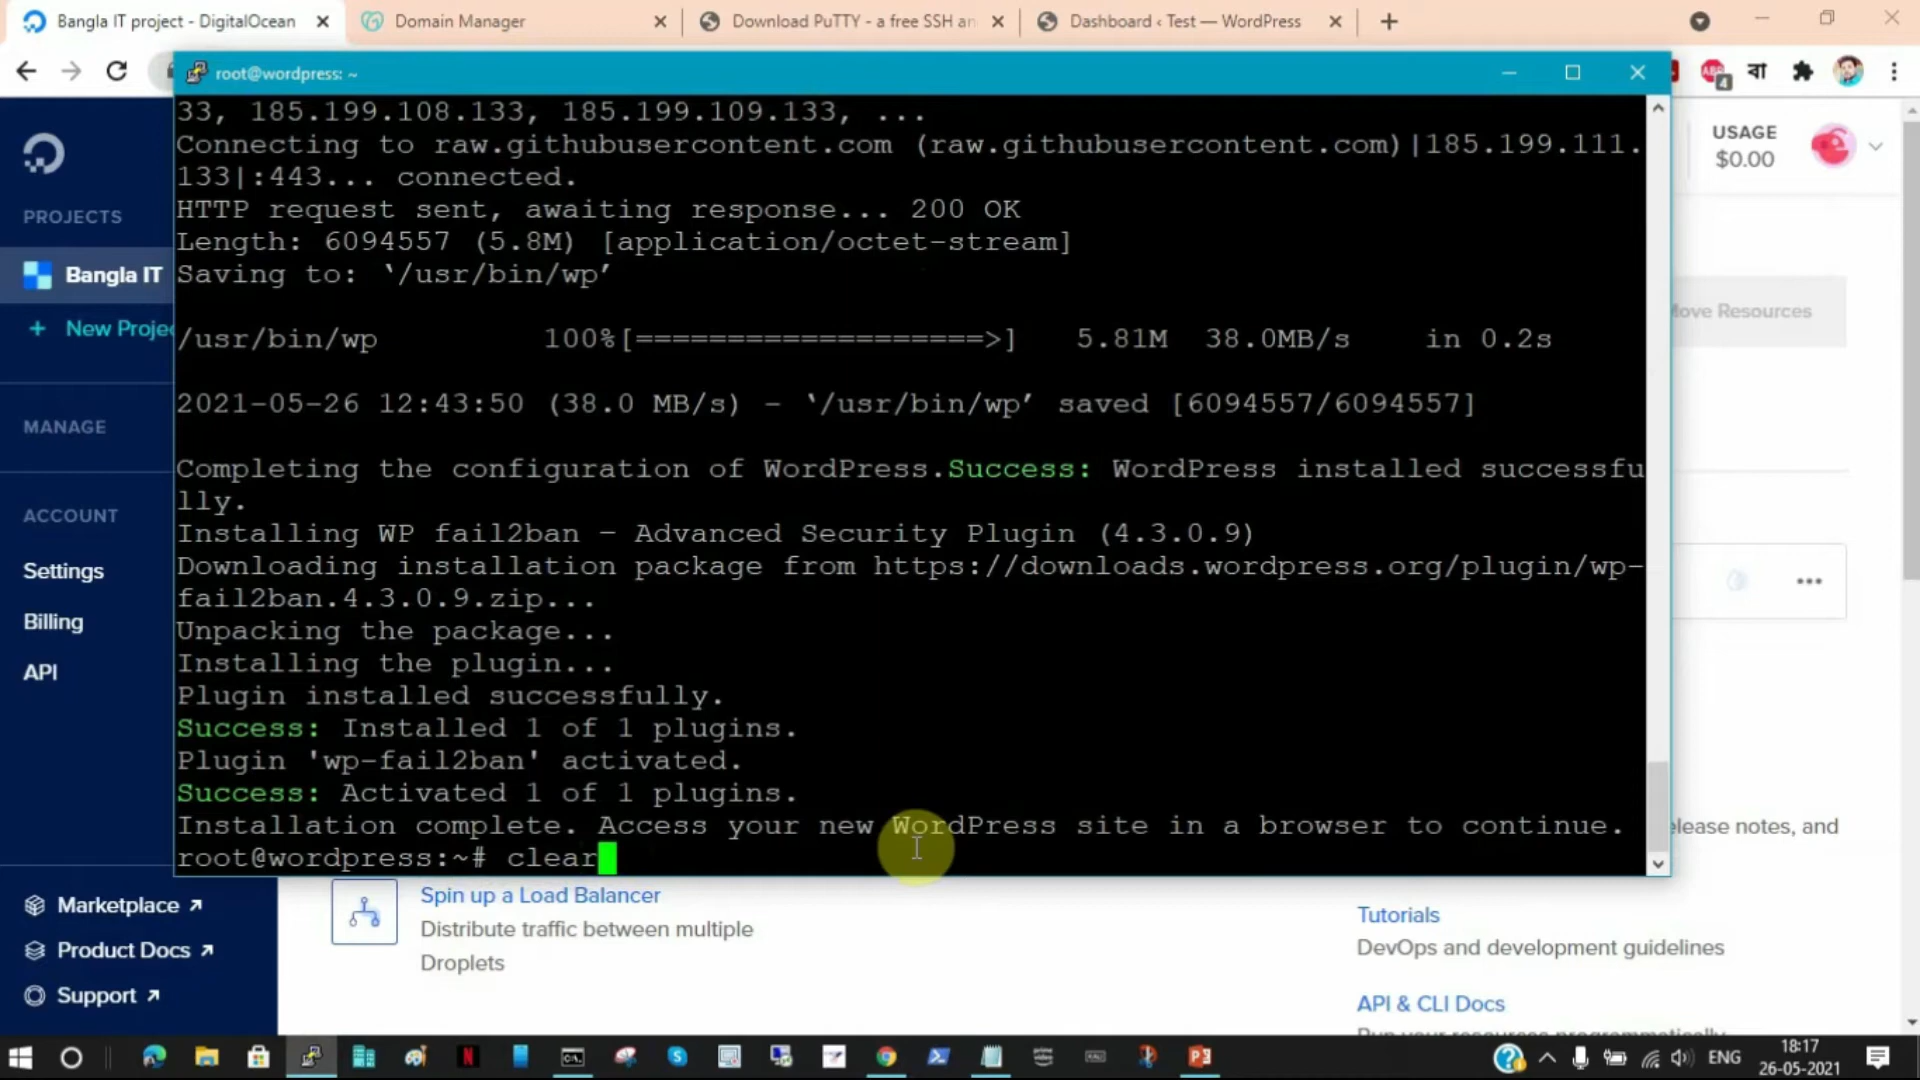 Bangla IT project - DigitalOcean
Domain Manager
Download PuTTY - a free SSH an
Dashboard ‹ Test — WordPress
root@wordpress: ~
ABP
4
বা
33, 185.199.108.133, 185.199.109.133, ...
Connecting to raw.githubusercontent.com (raw.githubusercontent.com)|185.199.111.
133|:443... connected.
HTTP request sent, awaiting response... 200 OK
Length: 6094557 (5.8M) [application/octet-stream]
Saving to: ‘/usr/bin/wp’
/usr/bin/wp 100%[===================>] 5.81M 38.0MB/s in 0.2s
2021-05-26 12:43:50 (38.0 MB/s) - ‘/usr/bin/wp’ saved [6094557/6094557]
Completing the configuration of WordPress.Success: WordPress installed successfu
lly.
Installing WP fail2ban - Advanced Security Plugin (4.3.0.9)
Downloading installation package from https://downloads.wordpress.org/plugin/wp-
fail2ban.4.3.0.9.zip...
Unpacking the package...
Installing the plugin...
Plugin installed successfully.
Success: Installed 1 of 1 plugins.
Plugin 'wp-fail2ban' activated.
Success: Activated 1 of 1 plugins.
Installation complete. Access your new WordPress site in a browser to continue.
root@wordpress:~# clear
USAGE
$0.00
ove Resources
elease notes, and
PROJECTS
Bangla IT
+ New Projec
MANAGE
ACCOUNT
Settings
Billing
API
Marketplace ↗
Product Docs ↗
Support ↗
Spin up a Load Balancer
Distribute traffic between multiple
Droplets
Tutorials
DevOps and development guidelines
API & CLI Docs
Run your resources programmatically
ENG
18:17
26-05-2021